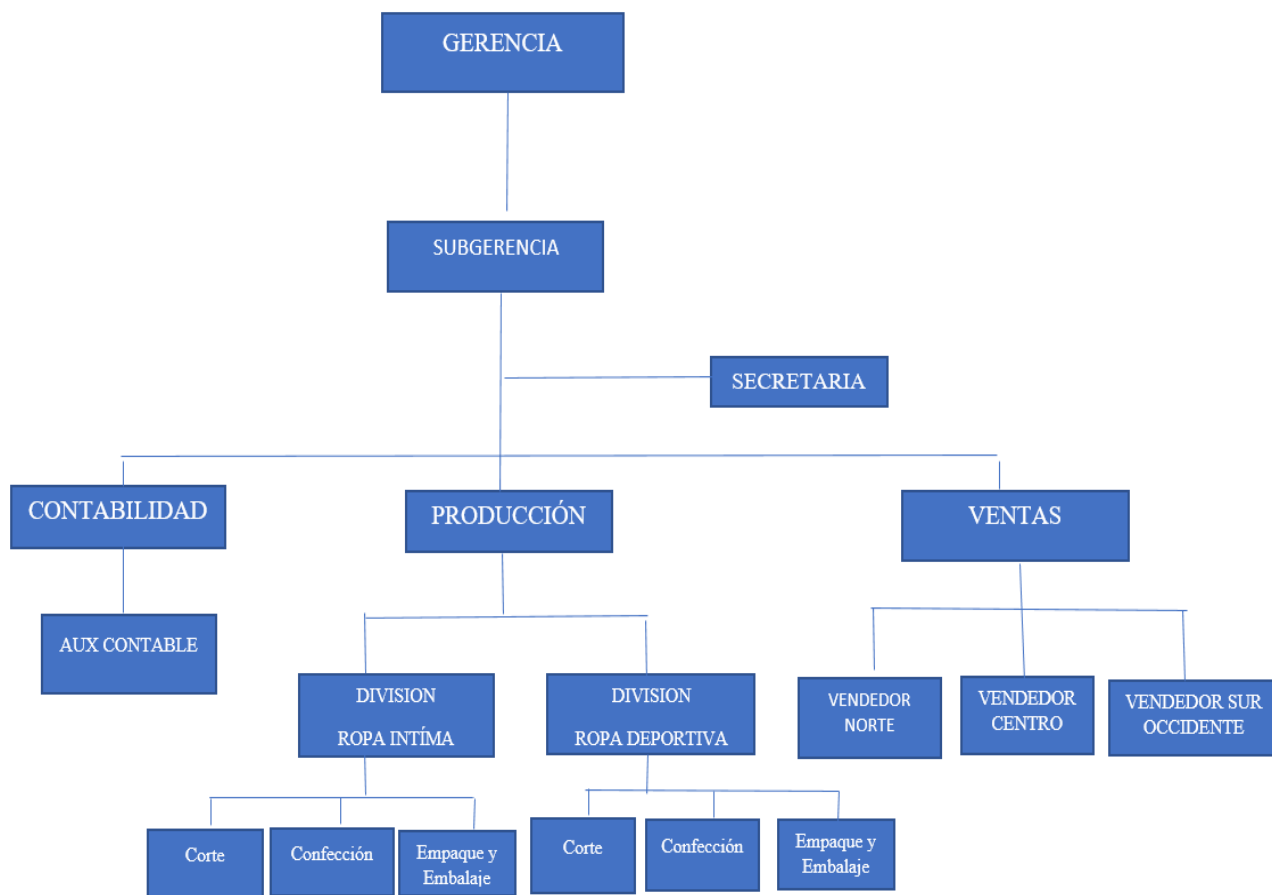 GERENCIA
SUBGERENCIA
SECRETARIA
CONTABILIDAD
PRODUCCIÓN
VENTAS
AUX CONTABLE
DIVISION
ROPA INTÍMA
DIVISION
ROPA DEPORTIVA
VENDEDOR
NORTE
VENDEDOR
CENTRO
VENDEDOR SUR
OCCIDENTE
Corte
Confección
Empaque y
Embalaje
Corte
Confección
Empaque y
Embalaje